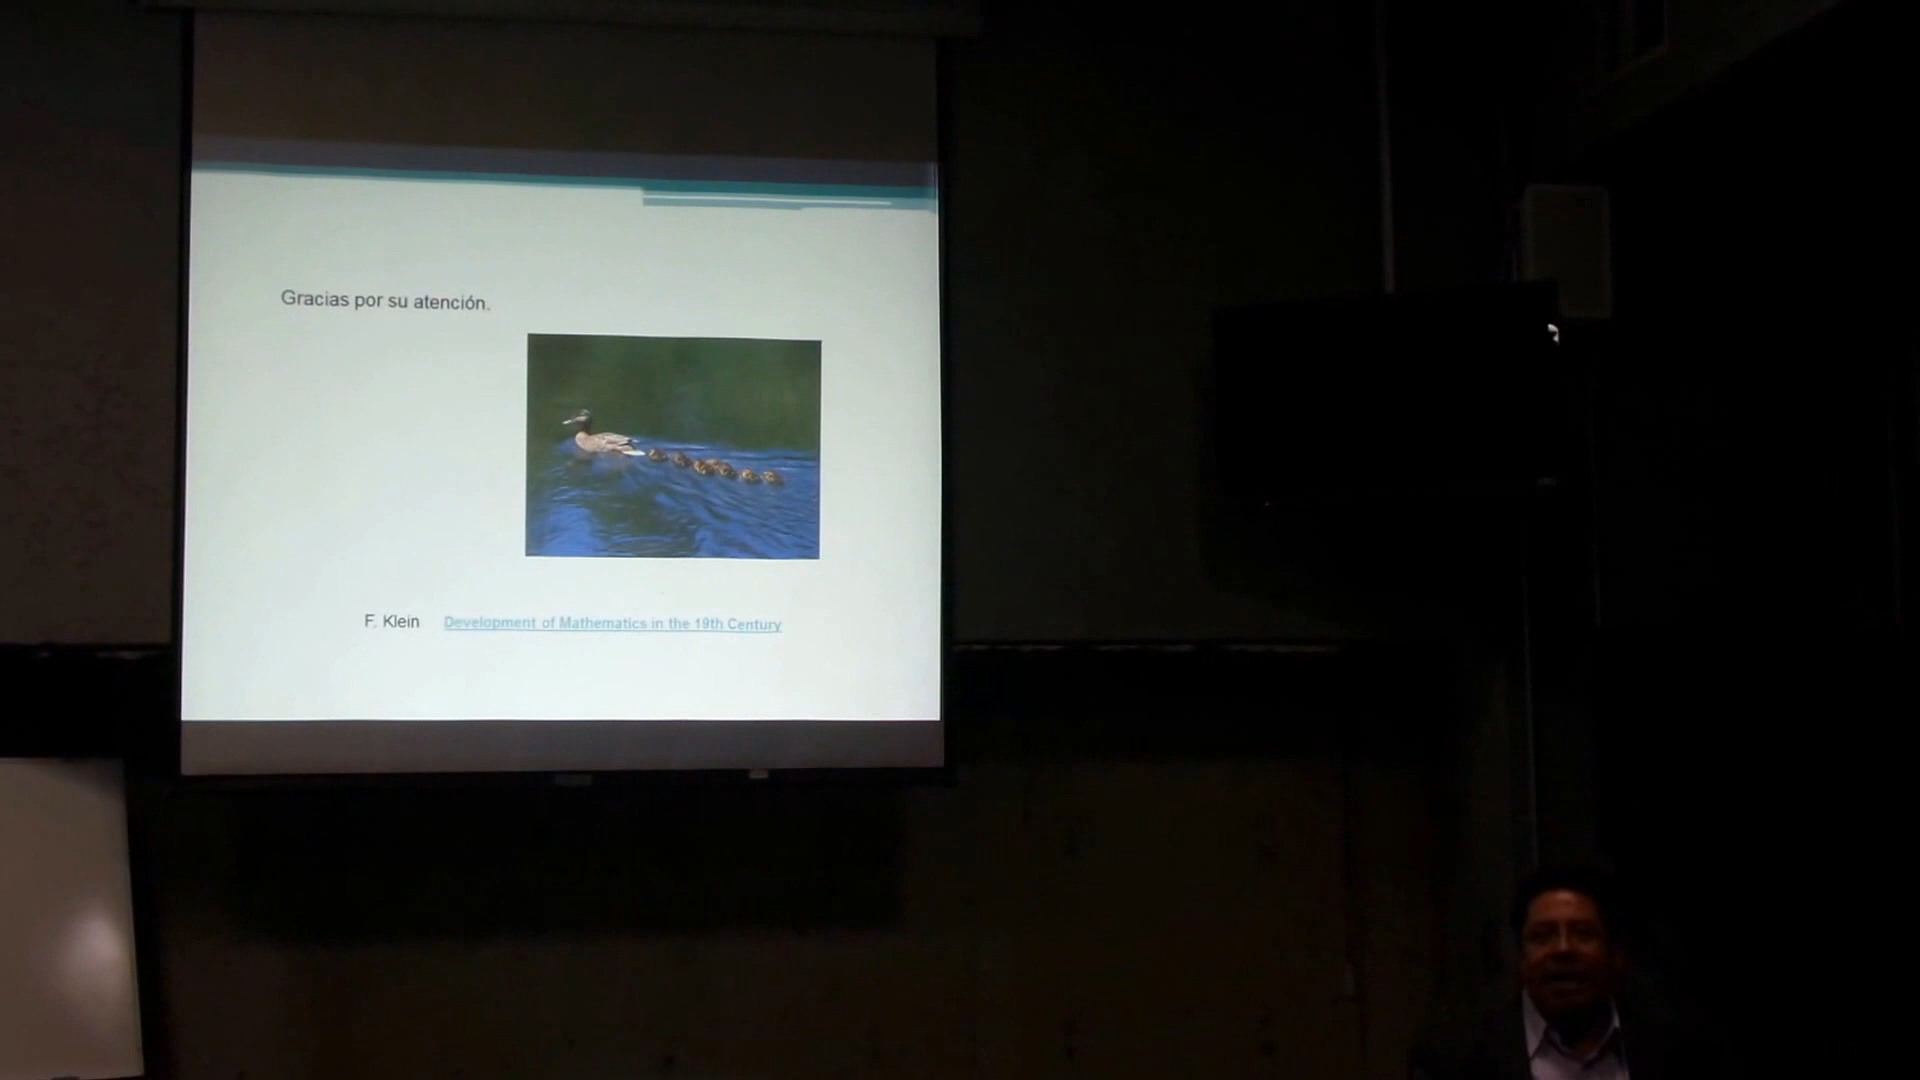 Gracias por su atención.
F. Klein Development of Mathematics in the 19th Century